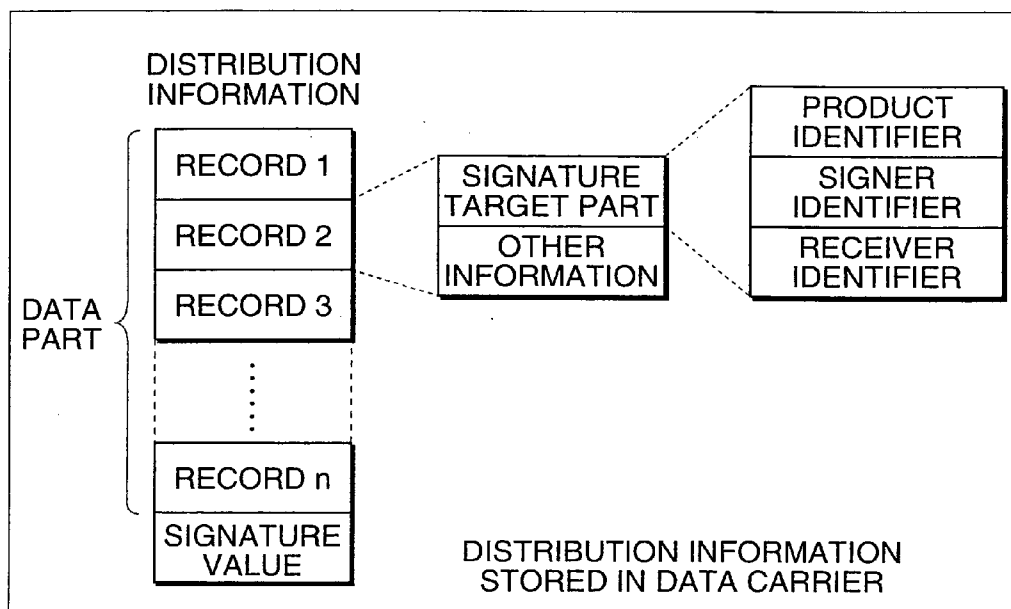 DISTRIBUTION
INFORMATION
DATA
PART
RECORD 1
RECORD 2
RECORD 3
RECORD n
SIGNATURE
VALUE
SIGNATURE
TARGET PART
OTHER
INFORMATION
PRODUCT
IDENTIFIER
SIGNER
IDENTIFIER
RECEIVER
IDENTIFIER
DISTRIBUTION INFORMATION
STORED IN DATA CARRIER